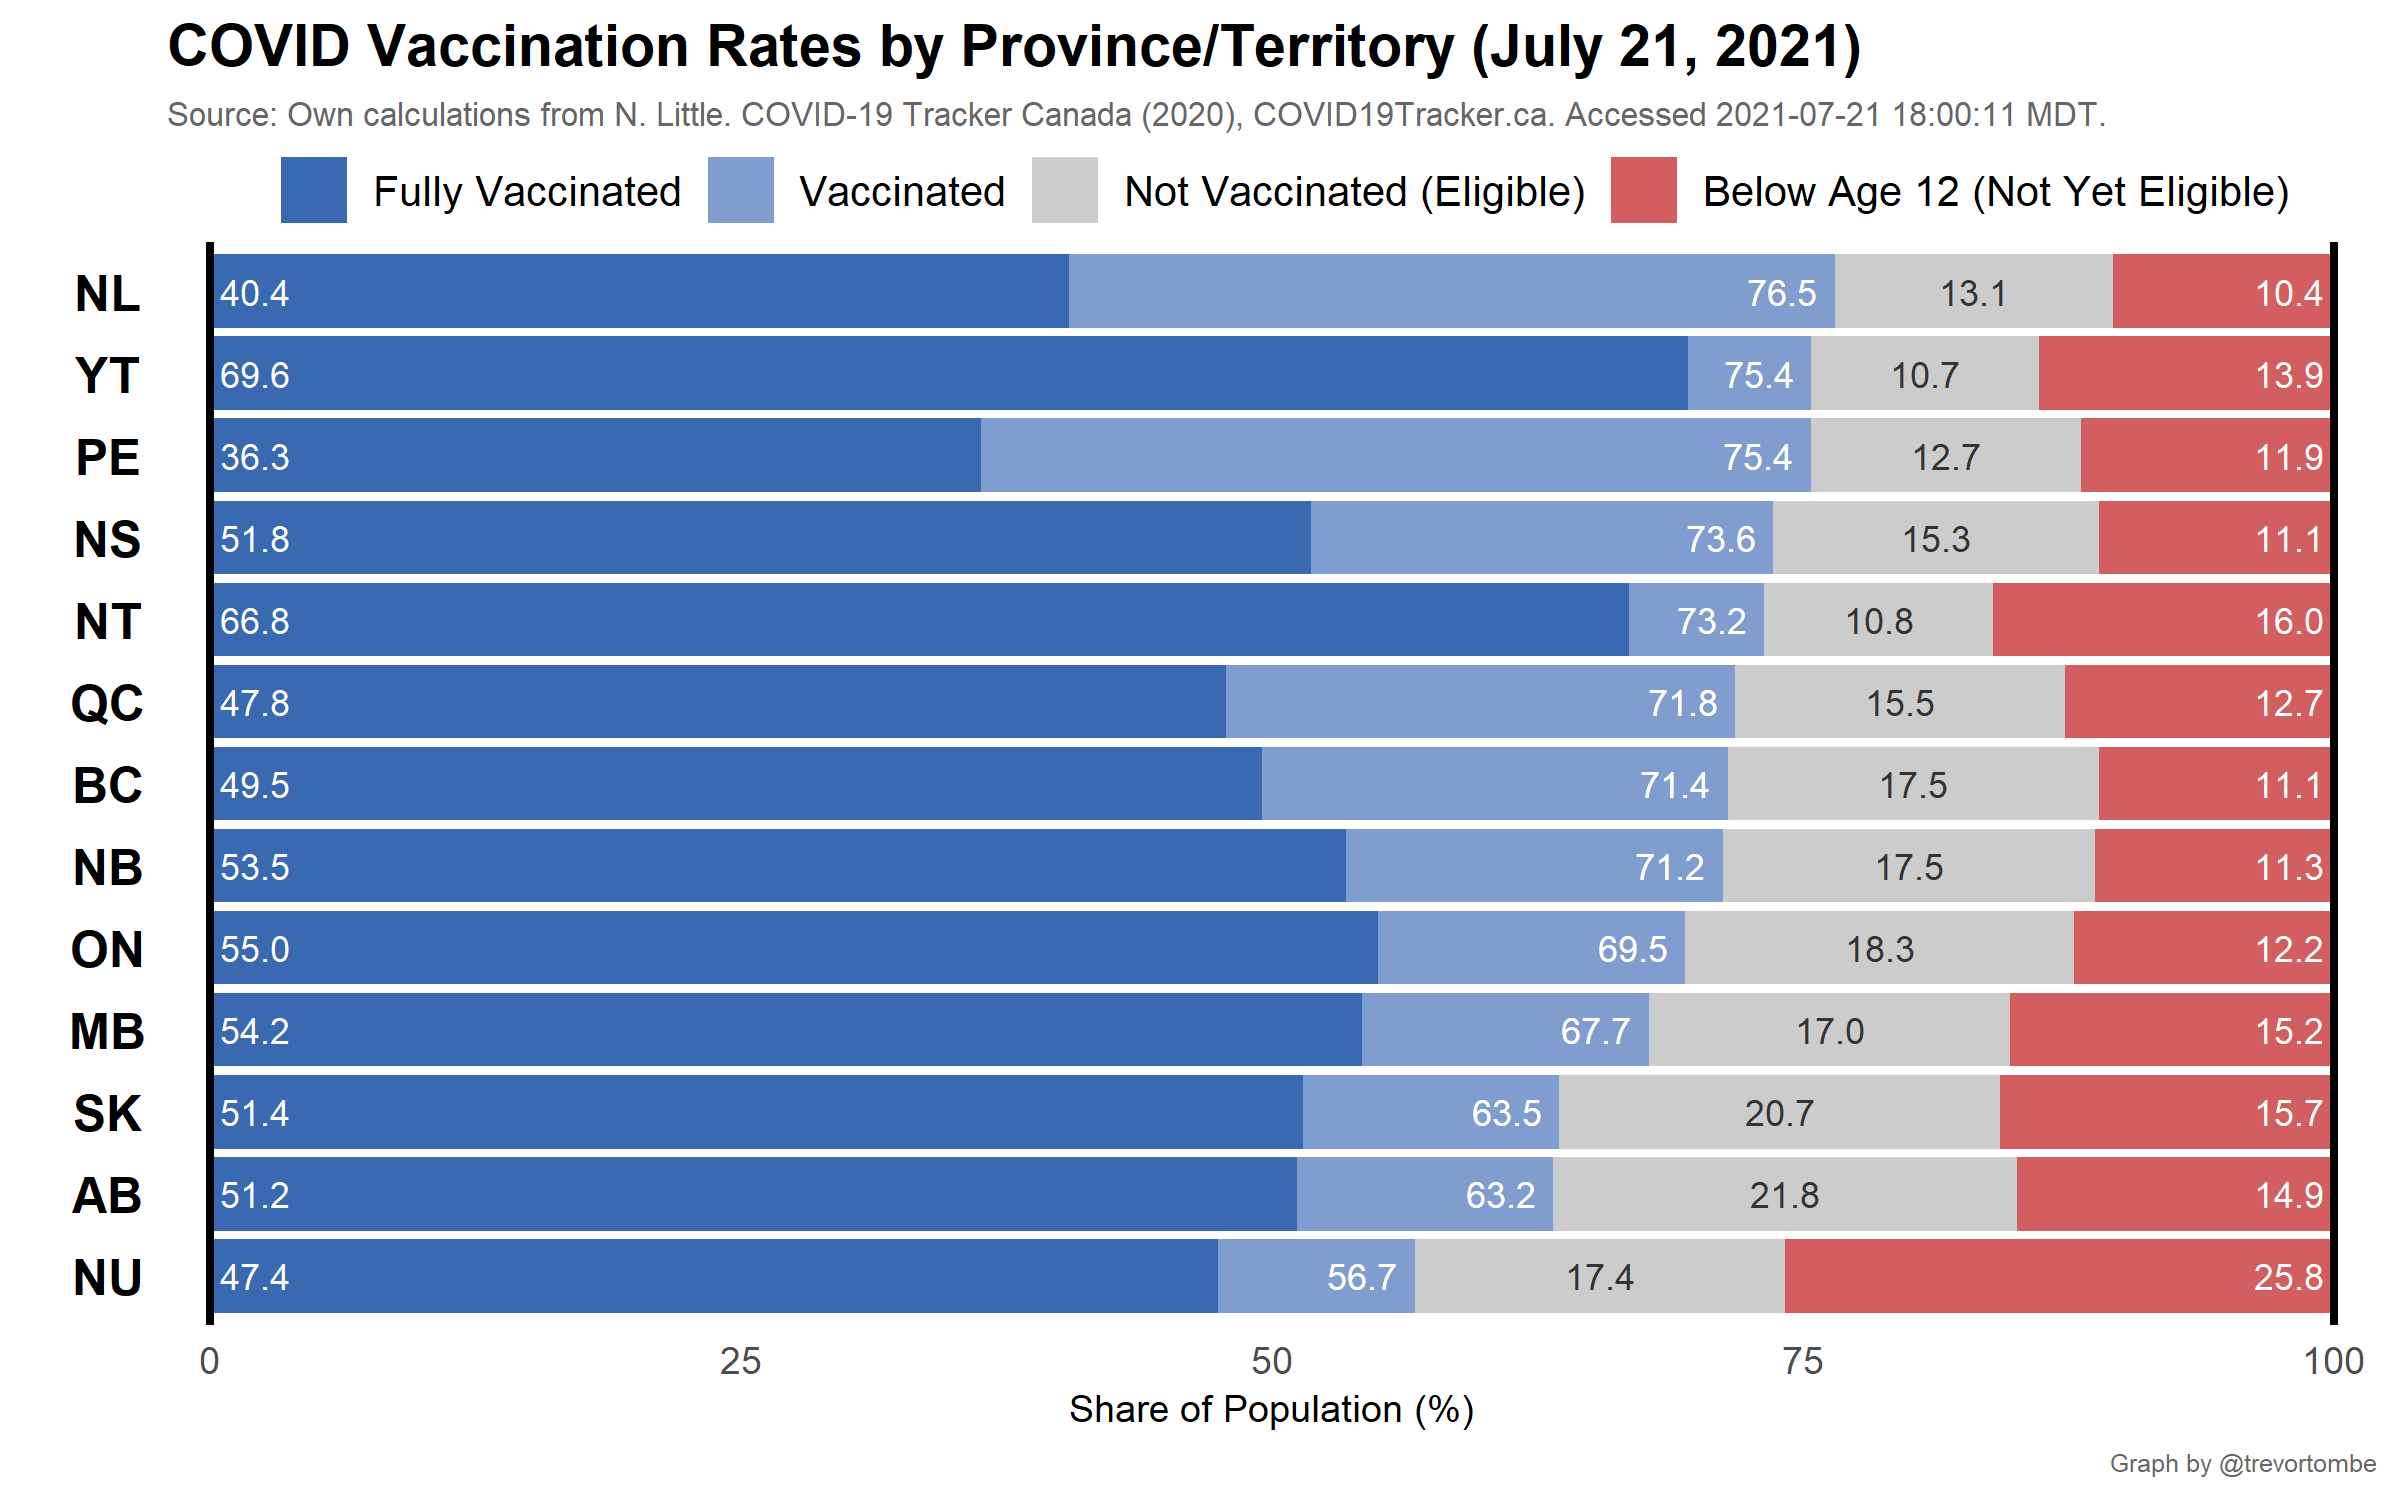 COVID Vaccination Rates by Province/Territory (July 21, 2021)
Source: Own calculations from N. Little. COVID-19 Tracker Canada (2020), COVID19Tracker.ca. Accessed 2021-07-21 18:00:11 MDT.
Fully Vaccinated Vaccinated Not Vaccinated (Eligible) Below Age 12 (Not Yet Eligible)
NL 40.4 76.5 13.1 10.4
YT 69.6 75.4 10.7 13.9
PE 36.3 75.4 12.7 11.9
NS 51.8 73.6 15.3 11.1
NT 66.8 73.2 10.8 16.0
QC 47.8 71.8 15.5 12.7
BC 49.5 71.4 17.5 11.1
NB 53.5 71.2 17.5 11.3
ON 55.0 69.5 18.3 12.2
MB 54.2 67.7 17.0 15.2
SK 51.4 63.5 20.7 15.7
AB 51.2 63.2 21.8 14.9
NU 47.4 56.7 17.4 25.8
0 25 50 75 100
Share of Population (%)
Graph by @trevortombe